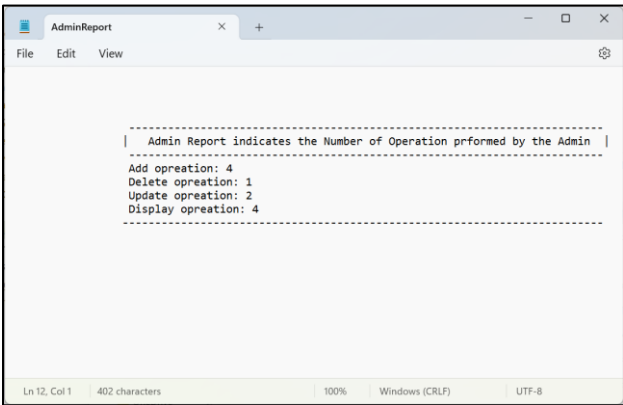 AdminReport
File Edit View
------------------------------------------------------------------
| Admin Report indicates the Number of Operation prformed by the Admin |
------------------------------------------------------------------
Add opreation: 4
Delete opreation: 1
Update opreation: 2
Display opreation: 4
------------------------------------------------------------------
Ln 12, Col 1 402 characters 100% Windows (CRLF) UTF-8